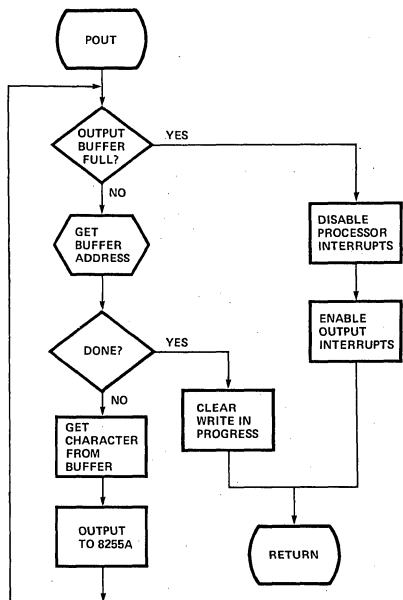 POUT
OUTPUT
BUFFER
FULL?
YES
NO
DISABLE
PROCESSOR
INTERRUPTS
GET
BUFFER
ADDRESS
ENABLE
OUTPUT
INTERRUPTS
DONE?
YES
NO
CLEAR
WRITE IN
PROGRESS
GET
CHARACTER
FROM
BUFFER
OUTPUT
TO 8255A
RETURN